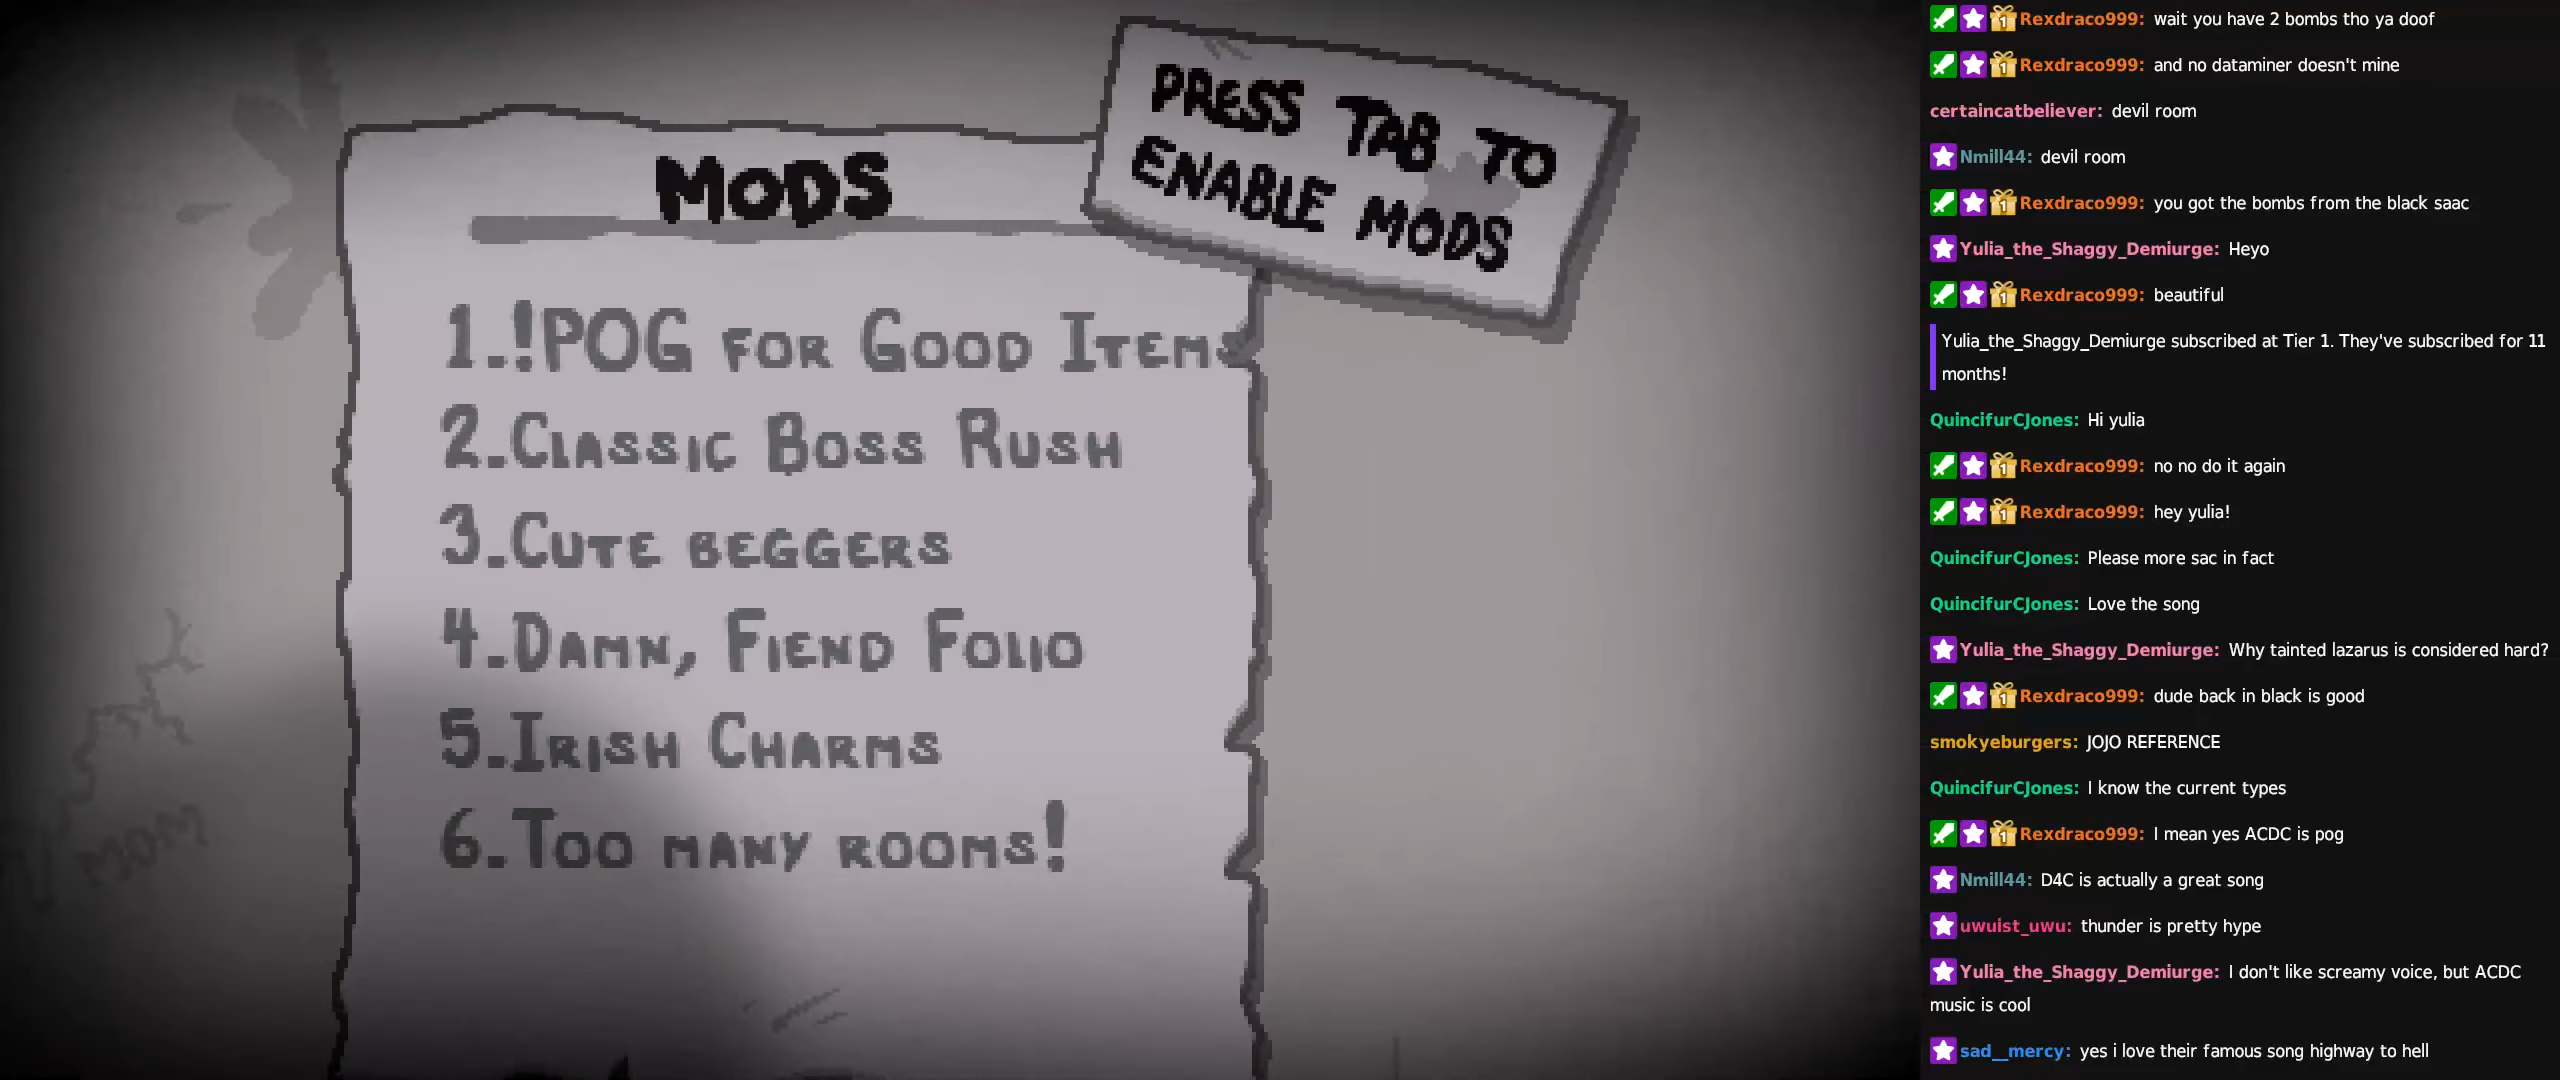 MODS
PRESS TAB TO
ENABLE MODS
1.!POG FOR GOOD ITEMS
2.CLASSIC BOSS RUSH
3.CUTE BEGGERS
4.DAMN, FIEND FOLIO
5.IRISH CHARMS
6.TOO MANY ROOMS!
MOM
Rexdraco999: wait you have 2 bombs tho ya doof
Rexdraco999: and no dataminer doesn't mine
certaincatbeliever: devil room
Nmill44: devil room
Rexdraco999: you got the bombs from the black saac
Yulia_the_Shaggy_Demiurge: Heyo
Rexdraco999: beautiful
Yulia_the_Shaggy_Demiurge subscribed at Tier 1. They've subscribed for 11
months!
QuincifurCJones: Hi yulia
Rexdraco999: no no do it again
Rexdraco999: hey yulia!
QuincifurCJones: Please more sac in fact
QuincifurCJones: Love the song
Yulia_the_Shaggy_Demiurge: Why tainted lazarus is considered hard?
Rexdraco999: dude back in black is good
smokyeburgers: JOJO REFERENCE
QuincifurCJones: I know the current types
Rexdraco999: I mean yes ACDC is pog
Nmill44: D4C is actually a great song
uwuist_uwu: thunder is pretty hype
Yulia_the_Shaggy_Demiurge: I don't like screamy voice, but ACDC
music is cool
sad__mercy: yes i love their famous song highway to hell